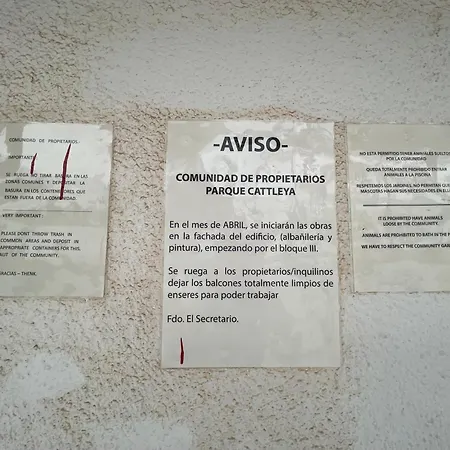 COMUNIDAD DE PROPIETARIOS.-
IMPORTANTE
SE RUEGA NO TIRAR BASURA EN LAS
ZONAS COMUNES Y DEPOSITAR LA
BASURA EN LOS CONTENEDORES QUE
ESTAN FUERA DE LA COMUNIDAD.
VERY IMPORTANT:
PLEASE DON'T THROW TRASH IN
COMMON AREAS AND DEPOSIT IN
APPROPRIATE CONTAINERS FOR THIS,
OUT OF THE COMMUNITY.
GRACIAS – THENK.
-AVISO-
COMUNIDAD DE PROPIETARIOS
PARQUE CATTLEYA
En el mes de ABRIL, se iniciarán las obras
en la fachada del edificio, (albañilería y
pintura), empezando por el bloque III.
Se ruega a los propietarios/inquilinos
dejar los balcones totalmente limpios de
enseres para poder trabajar
Fdo. El Secretario.
NO ESTA PERMITIDO TENER ANIMALES SUELTOS
POR LA COMUNIDAD
QUEDA TOTALMENTE PROHIBIDO ENTRAR
ANIMALES A LA PISCINA
RESPETEMOS LOS JARDINES, NO PERMITAN QUE
MASCOTAS HAGAN SUS NECESIDADES EN
IT IS PROHIBITED HAVE ANIMALS
LOOSE BY THE COMMUNITY.
ANIMALS ARE PROHIBITED TO BATH IN THE
WE HAVE TO RESPECT THE COMMUNITY